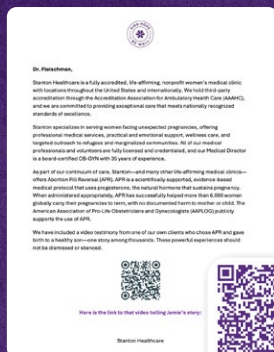 Dr. Fleischman,
Stanton Healthcare is a fully accredited, life-affirming, nonprofit women's medical clinic
with locations throughout the United States and internationally. We hold third-party
accreditation through the Accreditation Association for Ambulatory Health Care (AAAHC),
and we are committed to providing exceptional care that meets nationally recognized
standards of excellence.
Stanton specializes in serving women facing unexpected pregnancies, offering
professional medical services, practical and emotional support, wellness care, and
targeted outreach to refugees and marginalized communities. All of our medical
professionals and volunteers are fully licensed and credentialed, and our Medical Director
is a board-certified OB-GYN with 35 years of experience.
As part of our continuum of care, Stanton—and many other life-affirming medical clinics—
offers Abortion Pill Reversal (APR). APR is a scientifically supported, evidence-based
medical protocol that uses progesterone, the natural hormone that sustains pregnancy.
When administered appropriately, APR has successfully helped more than 6,000 women
globally carry their pregnancies to term, with no documented harm to mother or child. The
American Association of Pro-Life Obstetricians and Gynecologists (AAPLOG) publicly
supports the use of APR.
We have included a video testimony from one of our own clients who chose APR and gave
birth to a healthy son—one story among thousands. These powerful experiences should
not be dismissed or silenced.
Here is the link to that video telling Jamie's story:
Stanton Healthcare